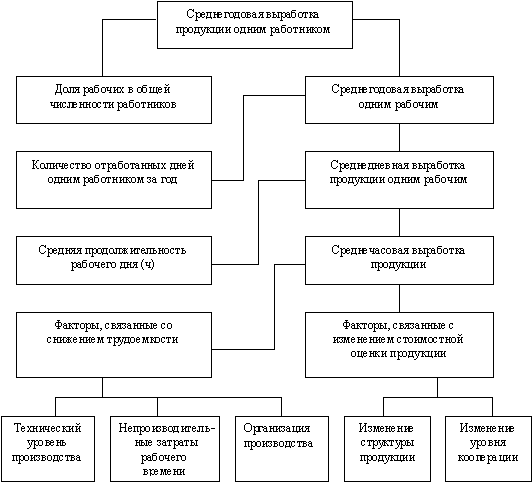 Среднегодовая выработка
продукции одним работником
Доля рабочих в общей
численности работников
Среднегодовая выработка
одним рабочим
Количество отработанных дней
одним работником за год
Среднедневная выработка
продукции одним рабочим
Средняя продолжительность
рабочего дня (ч)
Среднечасовая выработка
продукции
Факторы, связанные со
снижением трудоемкости
Факторы, связанные с
изменением стоимостной
оценки продукции
Технический
уровень
производства
Непроизводитель-
ные затраты
рабочего
времени
Организация
производства
Изменение
структуры
продукции
Изменение
уровня
кооперации